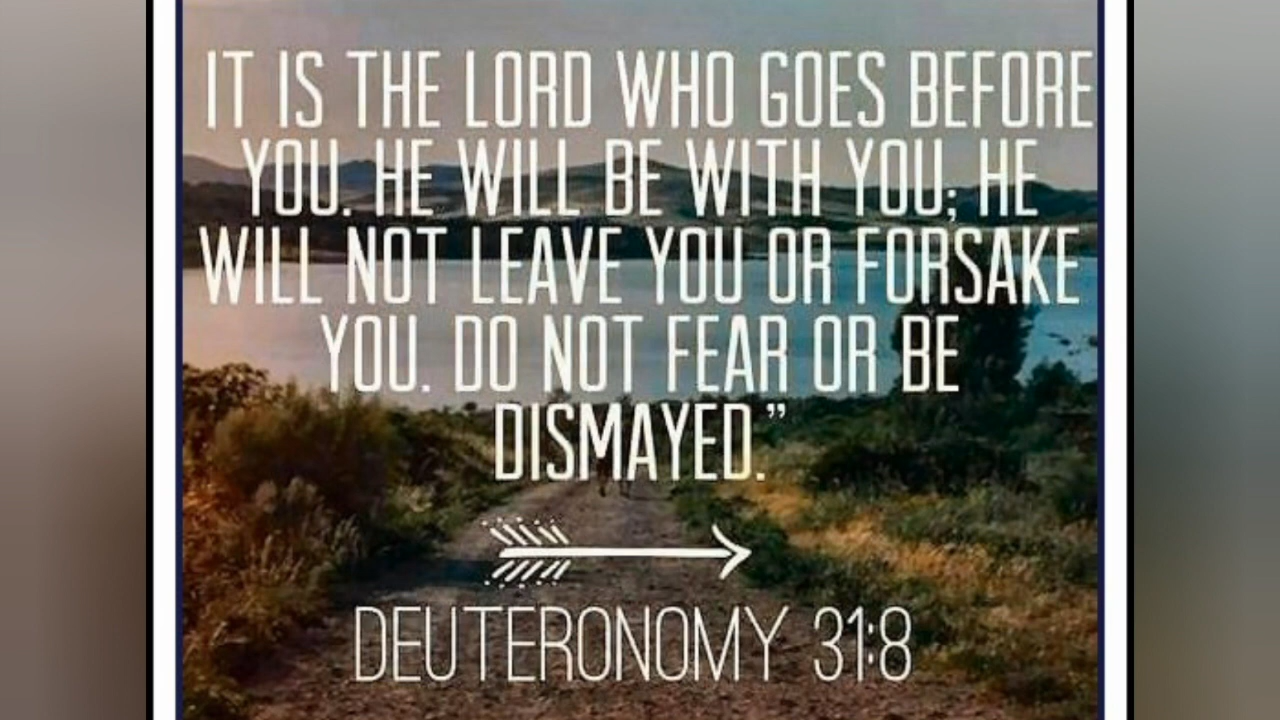 IT IS THE LORD WHO GOES BEFORE
YOU. HE WILL BE WITH YOU; HE
WILL NOT LEAVE YOU OR FORSAKE
YOU. DO NOT FEAR OR BE
DISMAYED.”
DEUTERONOMY 31:8